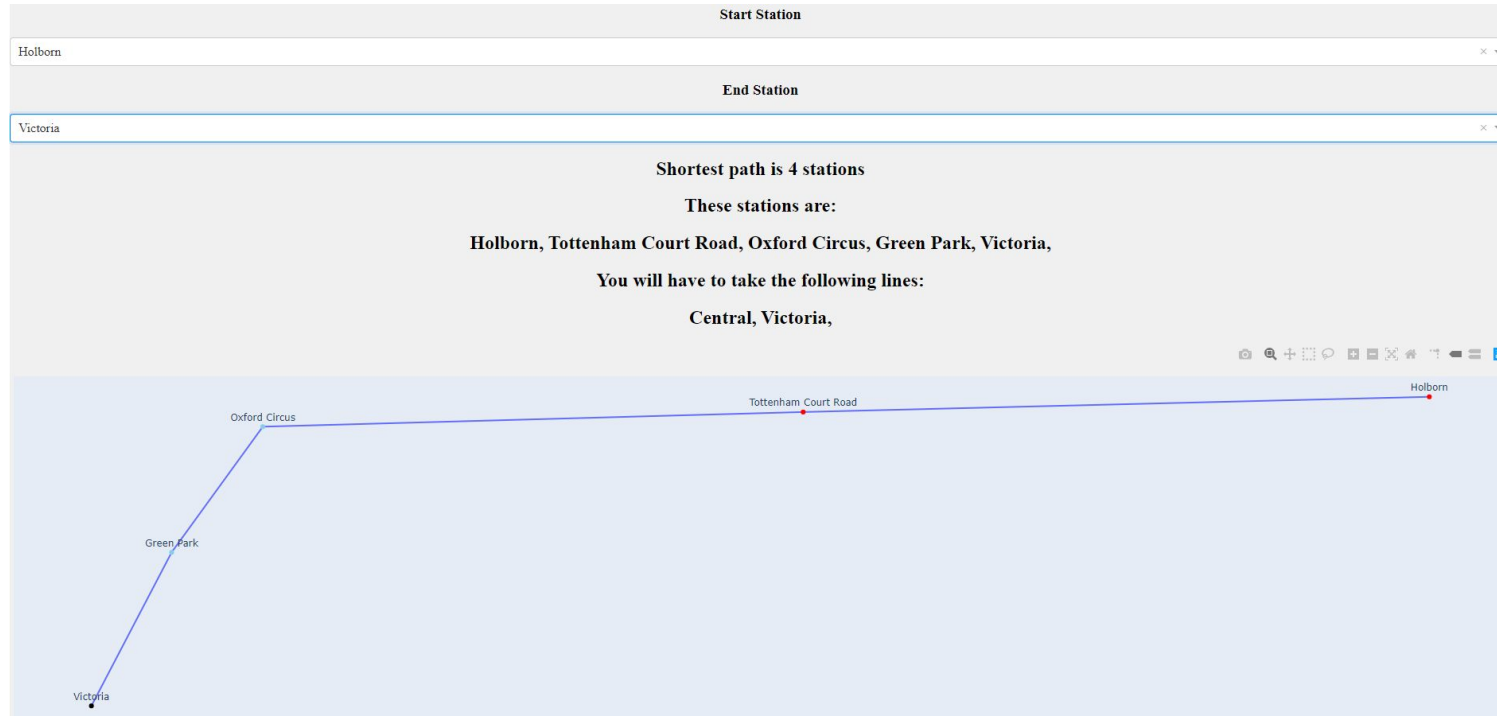 Start Station
Holborn
End Station
Victoria
Shortest path is 4 stations
These stations are:
Holborn, Tottenham Court Road, Oxford Circus, Green Park, Victoria,
You will have to take the following lines:
Central, Victoria,
Holborn
Tottenham Court Road
Oxford Circus
Green Park
Victoria